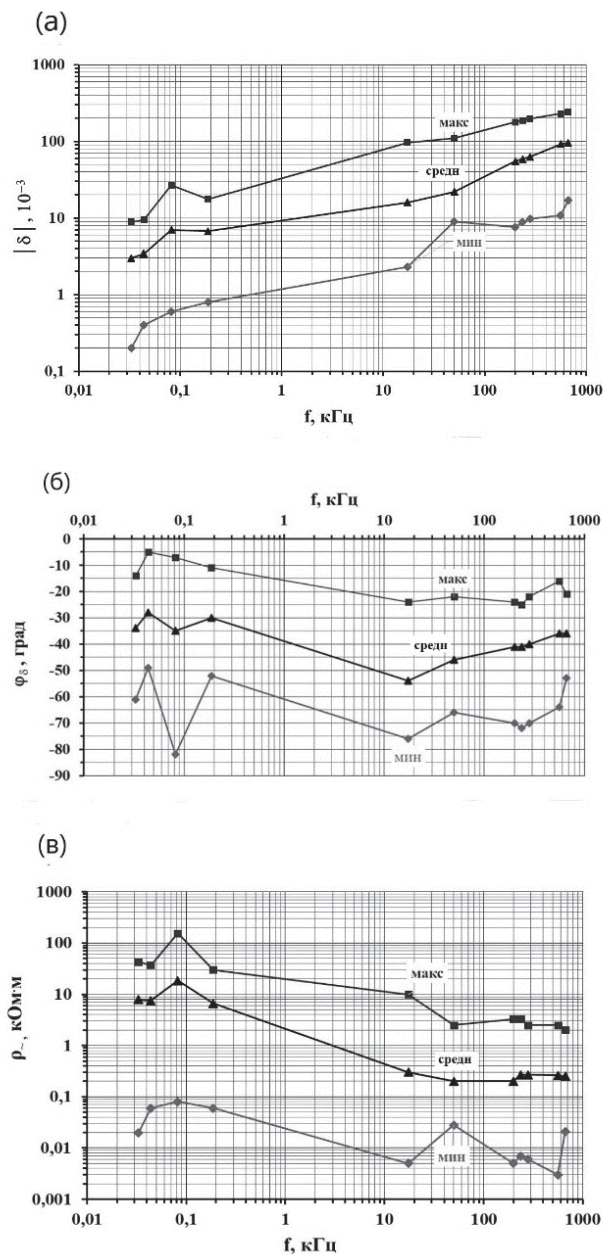 (а)
1000
100
10
1
0,1
|δ|, 10⁻³
макс
средн
мин
0,01 0,1 1 10 100 1000
f, кГц
(б)
f, кГц
0,01 0,1 1 10 100 1000
0
-10
-20
-30
-40
-50
-60
-70
-80
-90
φδ, град
макс
средн
мин
(в)
1000
100
10
1
0,1
0,01
0,001
ρ~, кОм·м
макс
средн
мин
0,01 0,1 1 10 100 1000
f, кГц